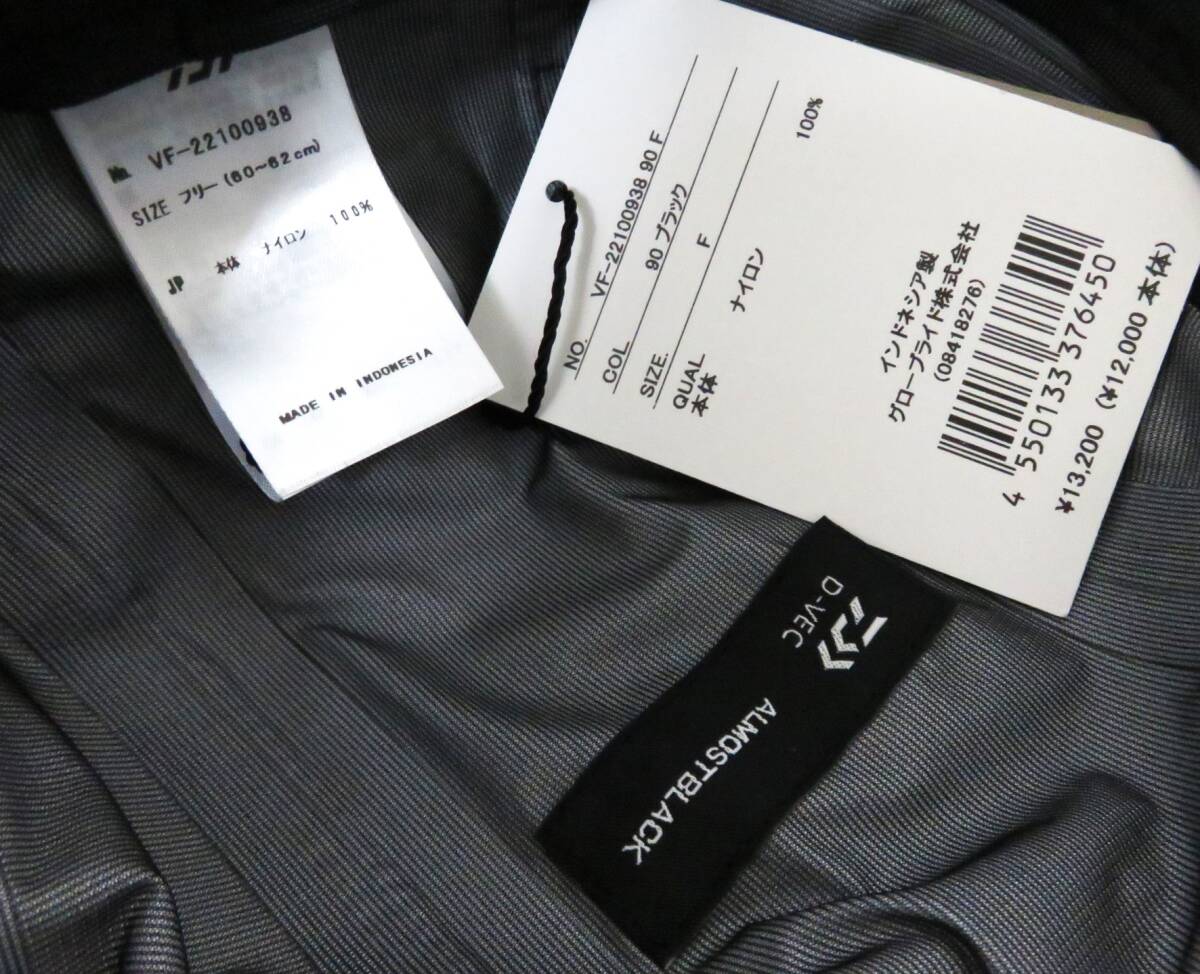 No. VF-22100938
SIZE フリー(60~62cm)
JP 本体 ナイロン 100%
MADE IN INDONESIA
NO. VF-22100938 90 F
COL 90 ブラック
SIZE. F
QUAL
本体 ナイロン 100%
インドネシア製
グローブライド株式会社
(08418276)
4 550133 376450
¥13,200 (¥12,000 本体)
D-VEC
ALMOSTBLACK